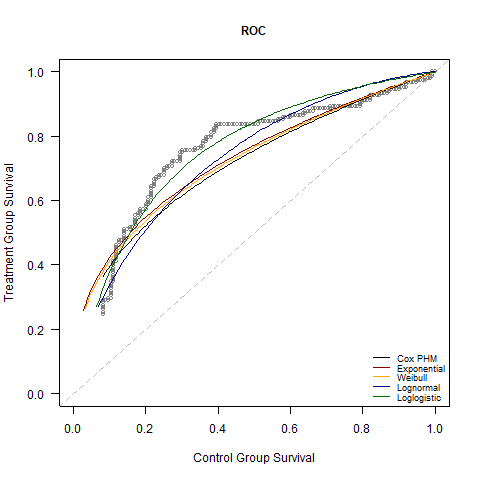 ROC
Treatment Group Survival
1.0
0.8
0.6
0.4
0.2
0.0
Cox PHM
Exponential
Weibull
Lognormal
Loglogistic
0.0 0.2 0.4 0.6 0.8 1.0
Control Group Survival